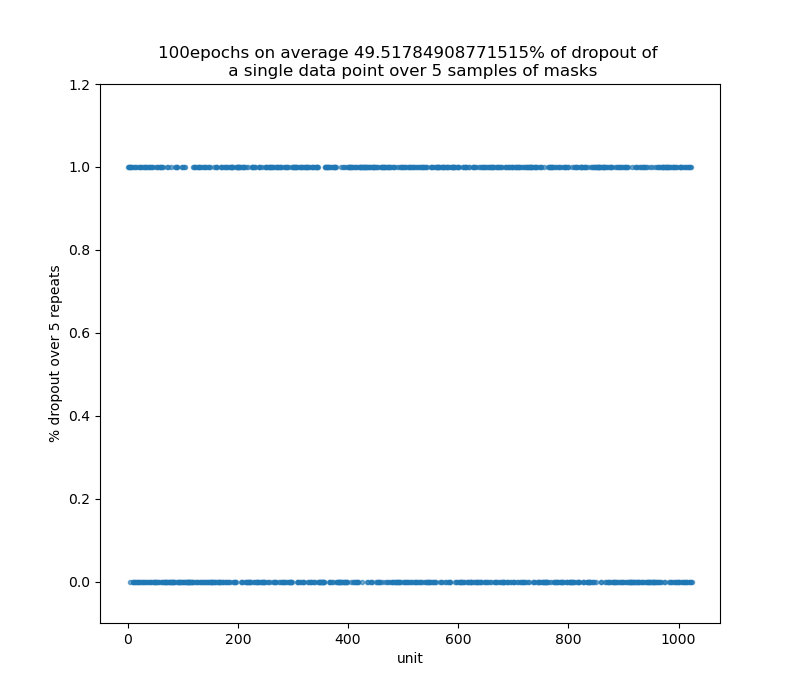 100epochs on average 49.51784908771515% of dropout of
a single data point over 5 samples of masks
1.2
1.0
0.8
0.6
0.4
0.2
0.0
% dropout over 5 repeats
0 200 400 600 800 1000
unit